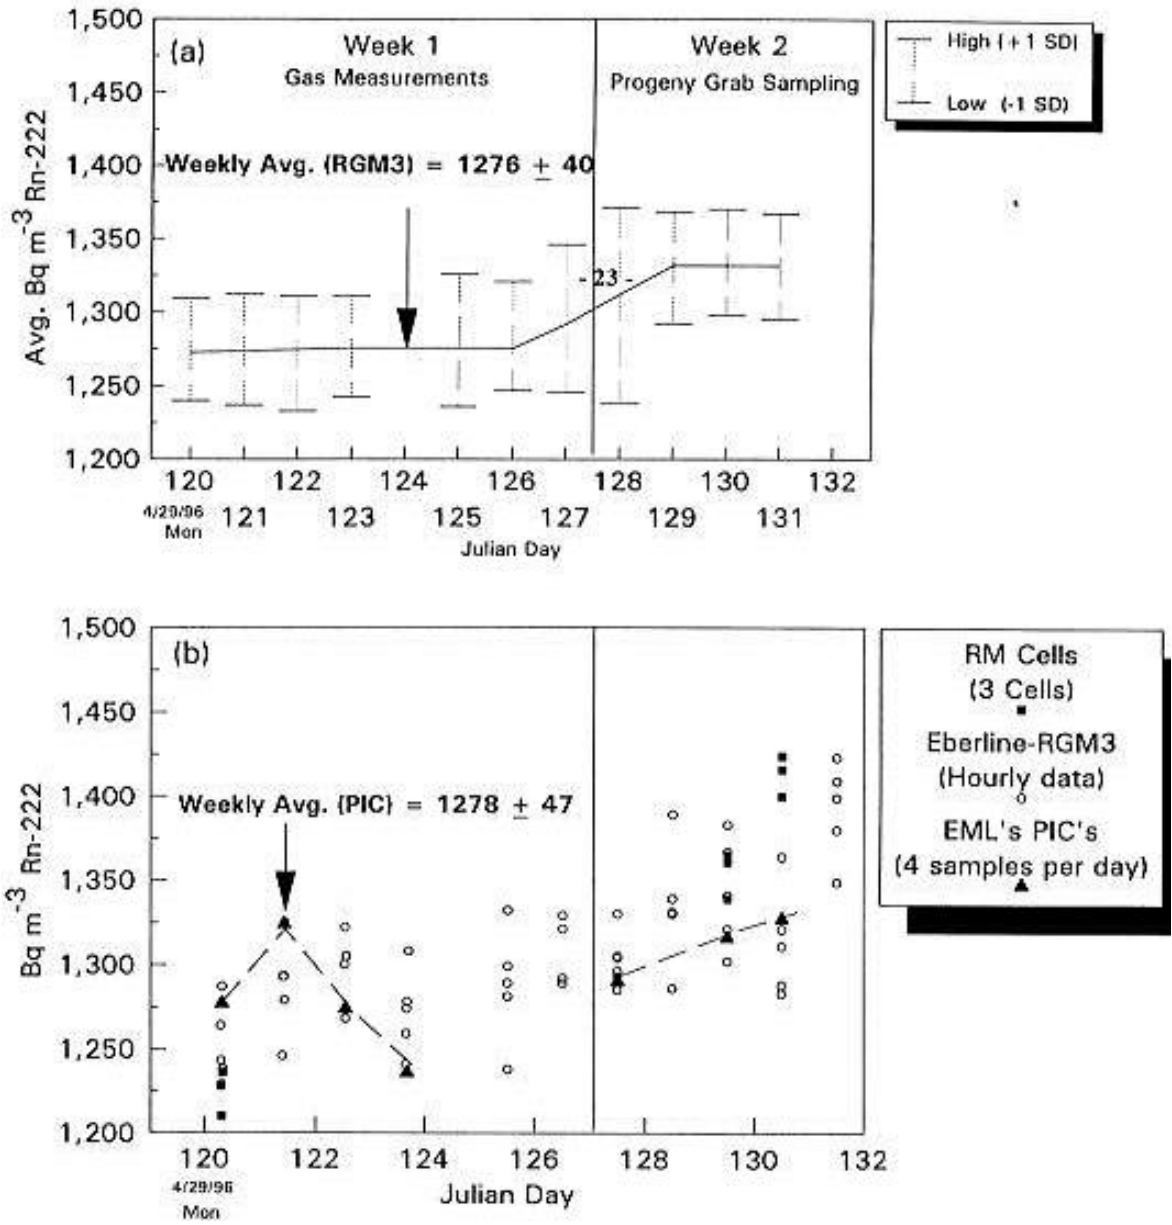 1,500
1,450
1,400
1,350
1,300
1,250
1,200
Avg. Bq m⁻³ Rn-222
(a)
Week 1
Gas Measurements
Week 2
Progeny Grab Sampling
Weekly Avg. (RGM3) = 1276 ± 40
- 23 -
High (+1 SD)
Low (-1 SD)
120 122 124 126 128 130 132
4/29/96
Mon
121 123 125 127 129 131
Julian Day
1,500
1,450
1,400
1,350
1,300
1,250
1,200
Bq m⁻³ Rn-222
(b)
Weekly Avg. (PIC) = 1278 ± 47
RM Cells
(3 Cells)
Eberline-RGM3
(Hourly data)
EML's PIC's
(4 samples per day)
120 122 124 126 128 130 132
4/29/96
Mon
Julian Day